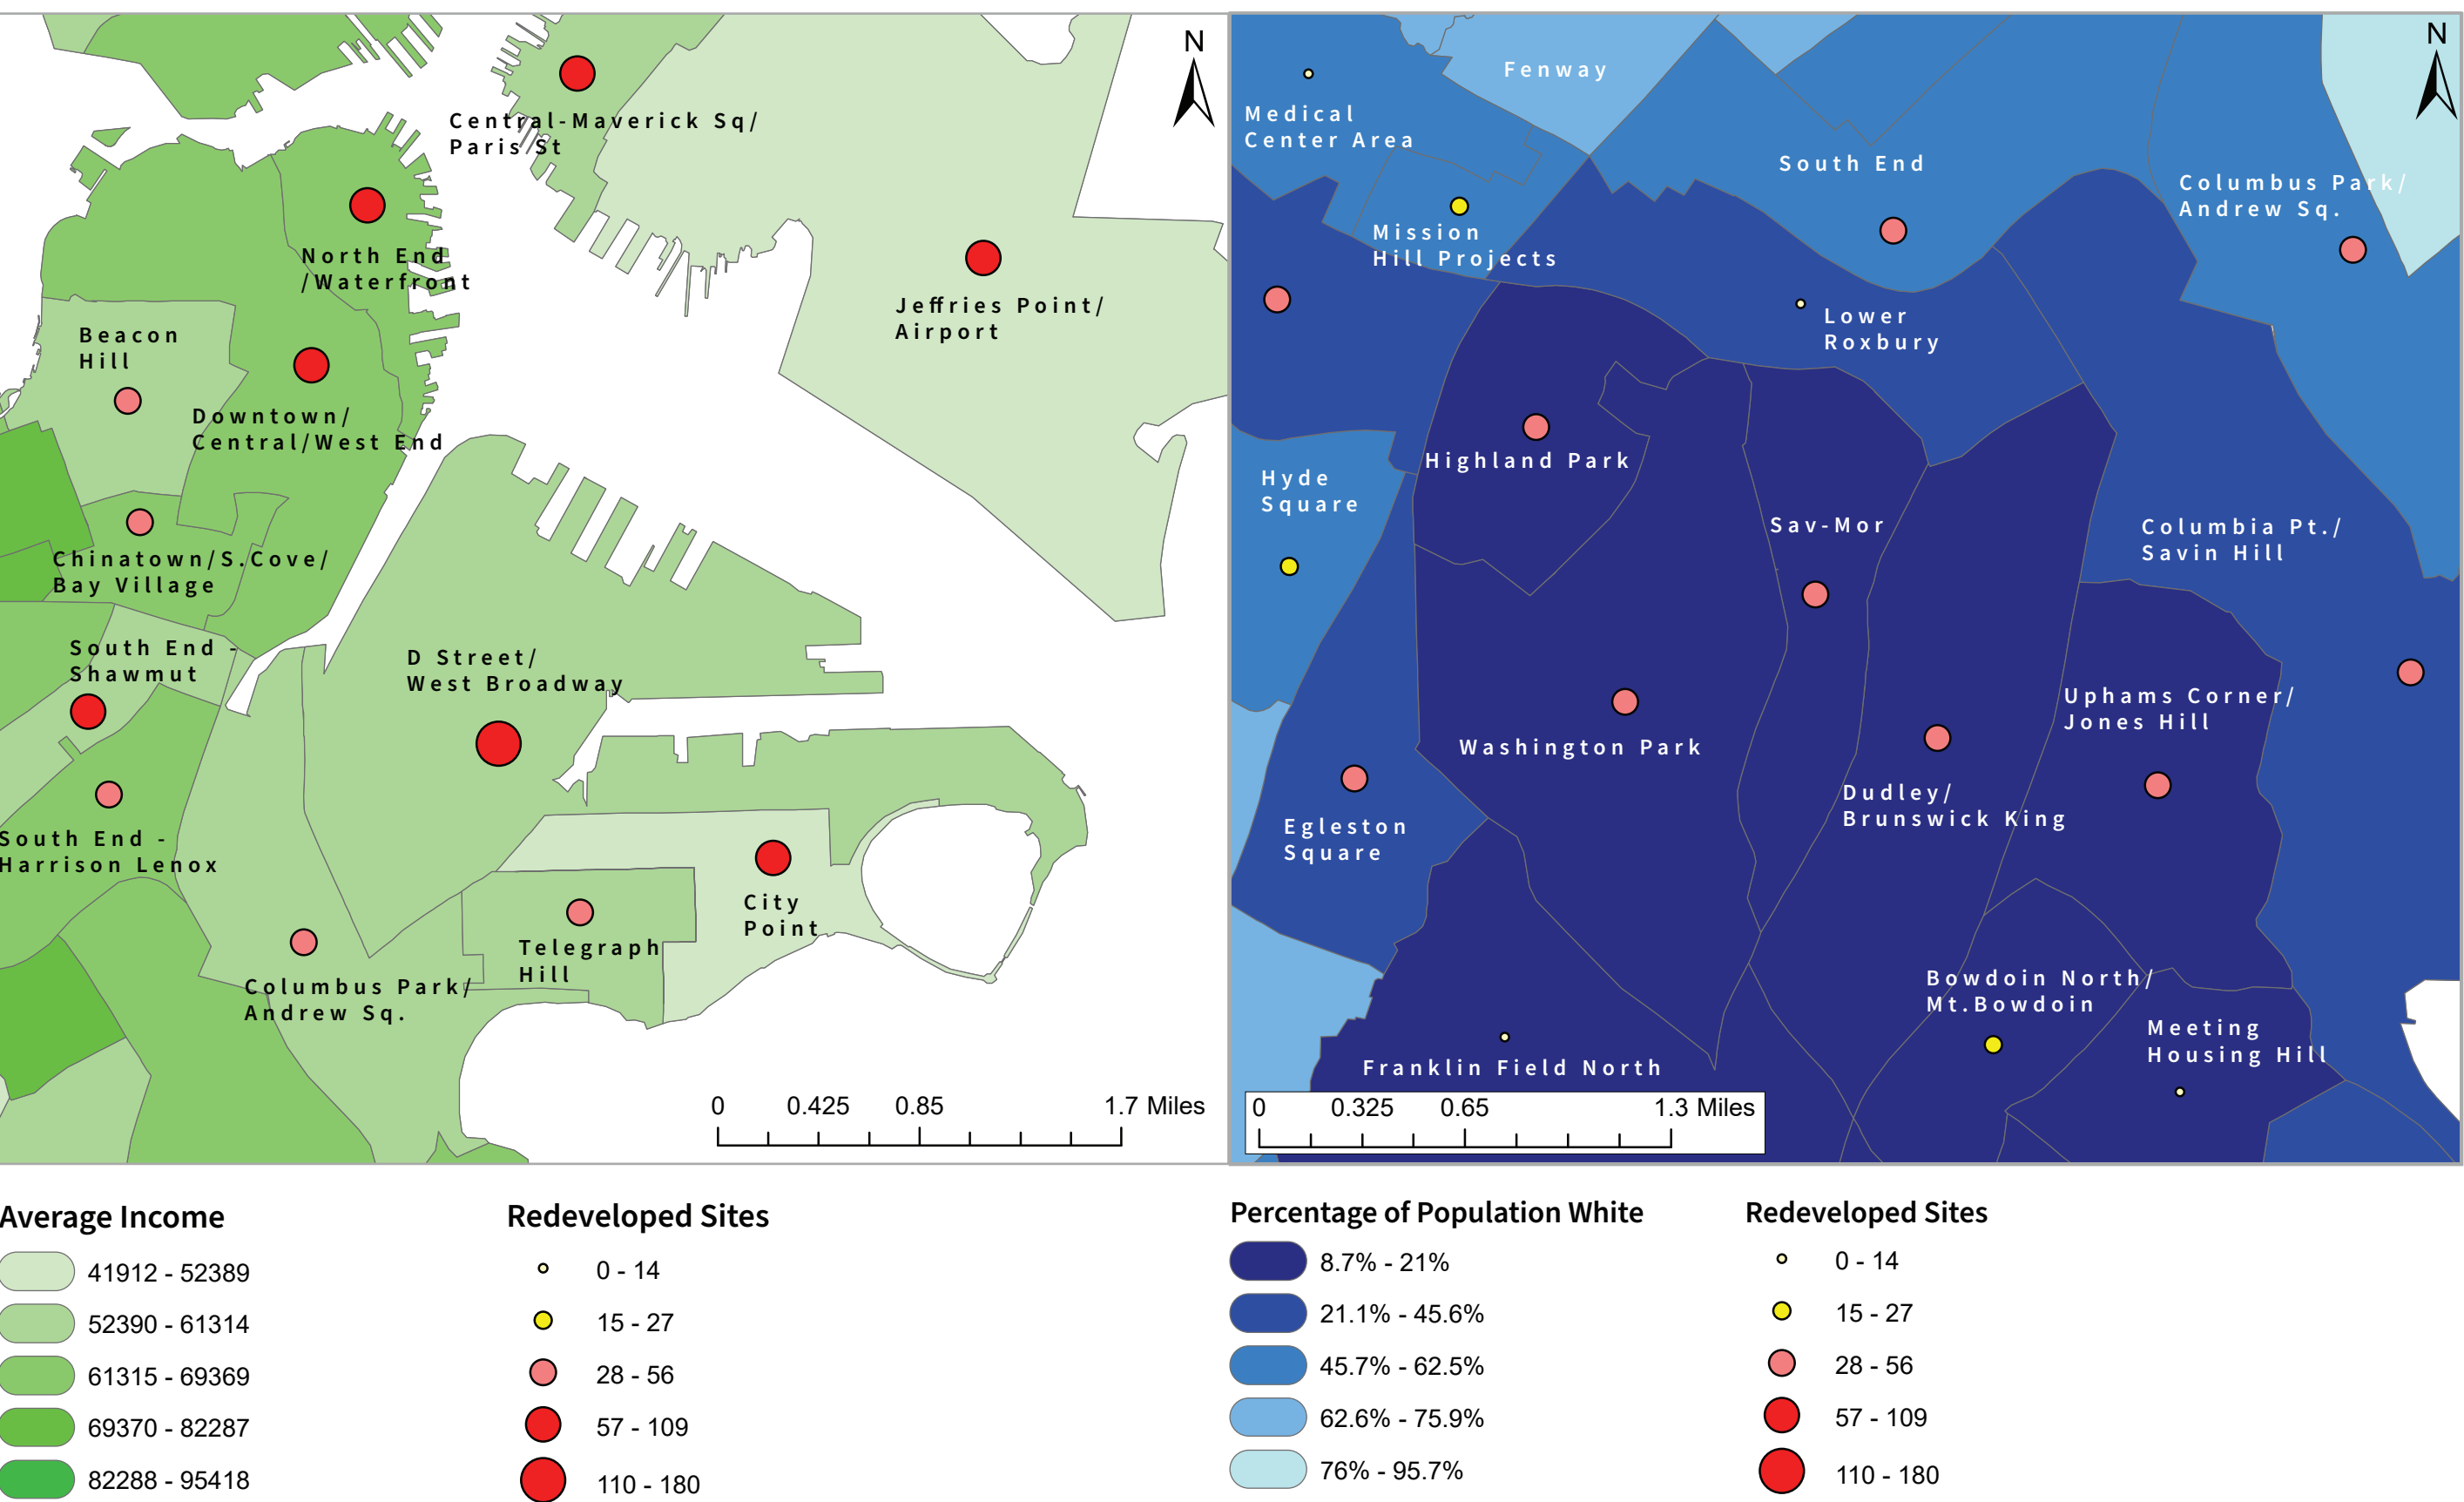 N
Central-Maverick Sq/
Paris St
North End
/Waterfront
Jeffries Point/
Airport
Beacon
Hill
Downtown/
Central/West End
Chinatown/S.Cove/
Bay Village
South End -
Shawmut
D Street/
West Broadway
South End -
Harrison Lenox
City
Point
Telegraph
Hill
Columbus Park/
Andrew Sq.
0 0.425 0.85 1.7 Miles
N
Fenway
Medical
Center Area
South End
Columbus Park/
Andrew Sq.
Mission
Hill Projects
Lower
Roxbury
Highland Park
Hyde
Square
Sav-Mor
Columbia Pt./
Savin Hill
Uphams Corner/
Jones Hill
Washington Park
Dudley/
Brunswick King
Egleston
Square
Bowdoin North/
Mt.Bowdoin
Meeting
Housing Hill
Franklin Field North
0 0.325 0.65 1.3 Miles
Average Income
41912 - 52389
52390 - 61314
61315 - 69369
69370 - 82287
82288 - 95418
Redeveloped Sites
0 - 14
15 - 27
28 - 56
57 - 109
110 - 180
Percentage of Population White
8.7% - 21%
21.1% - 45.6%
45.7% - 62.5%
62.6% - 75.9%
76% - 95.7%
Redeveloped Sites
0 - 14
15 - 27
28 - 56
57 - 109
110 - 180